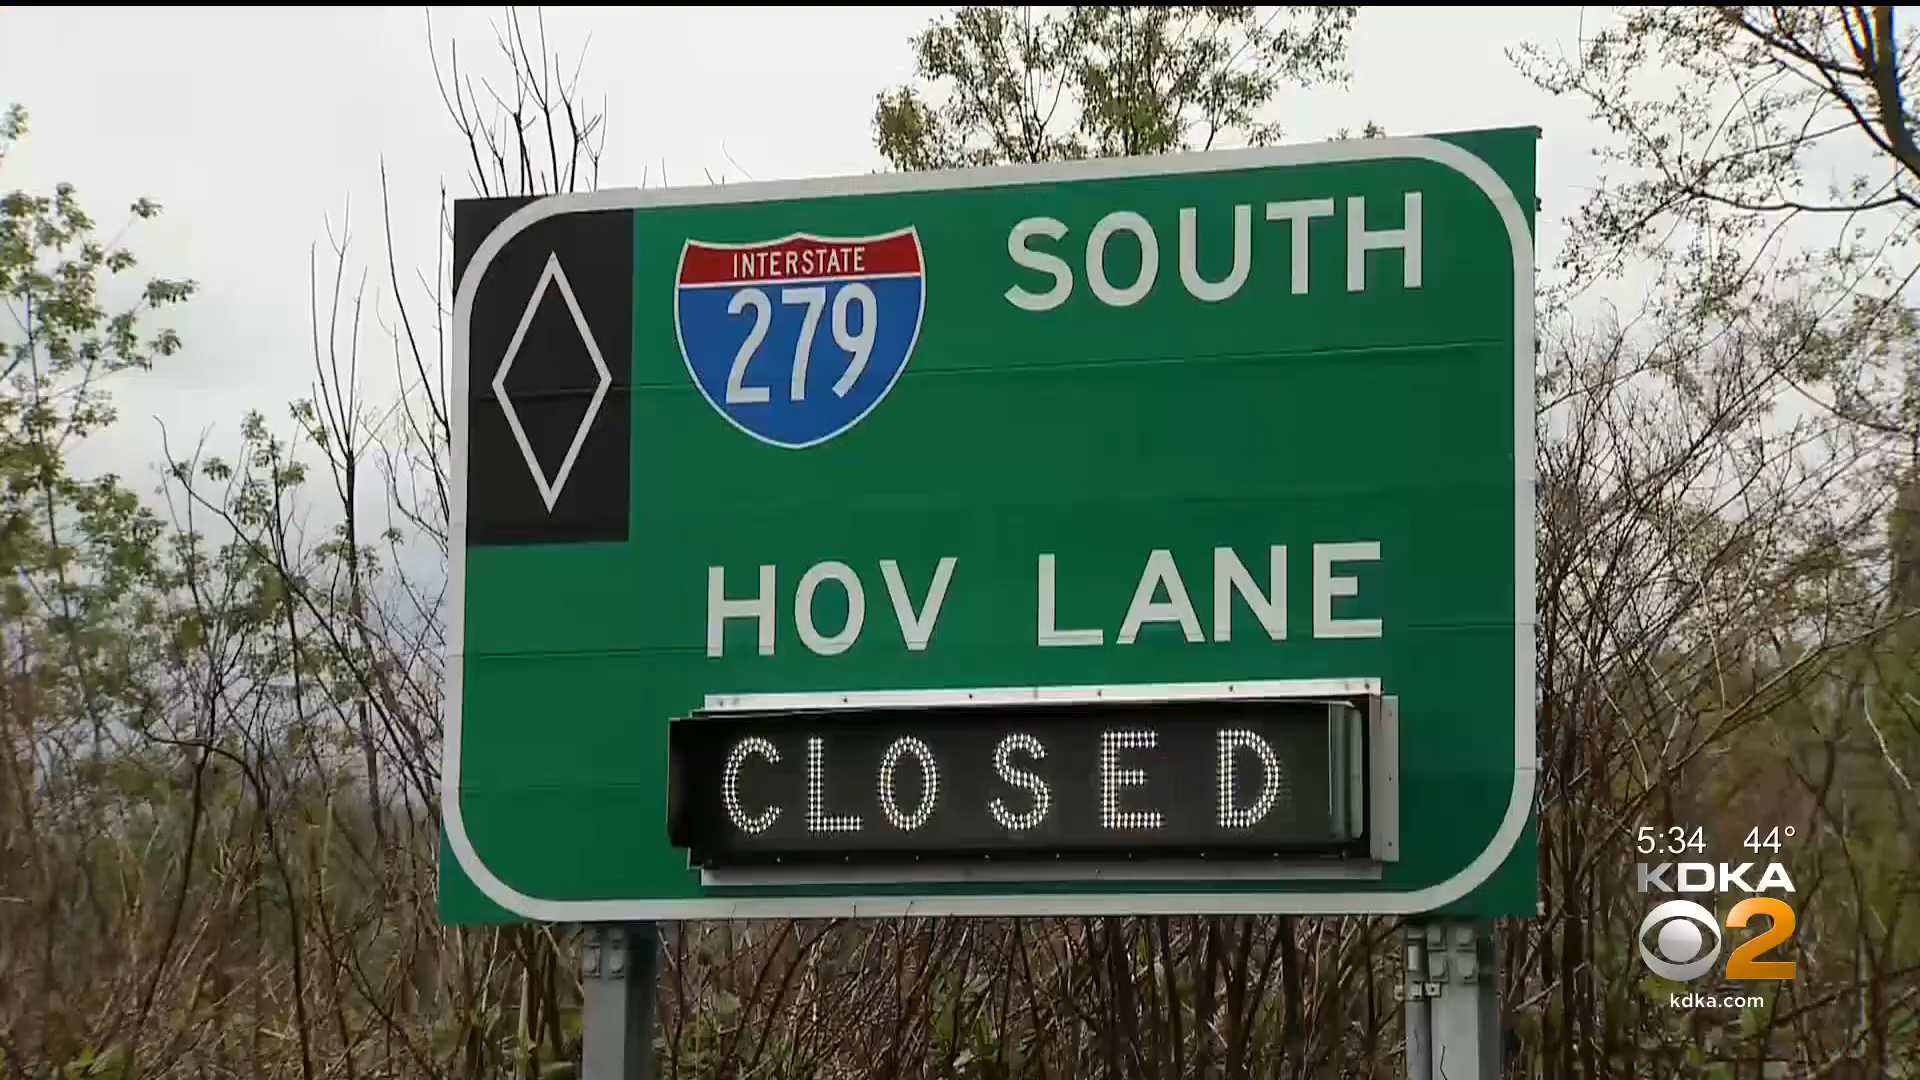 SOUTH
INTERSTATE
279
HOV LANE
CLOSED
5:34 44°
KDKA
2
kdka.com